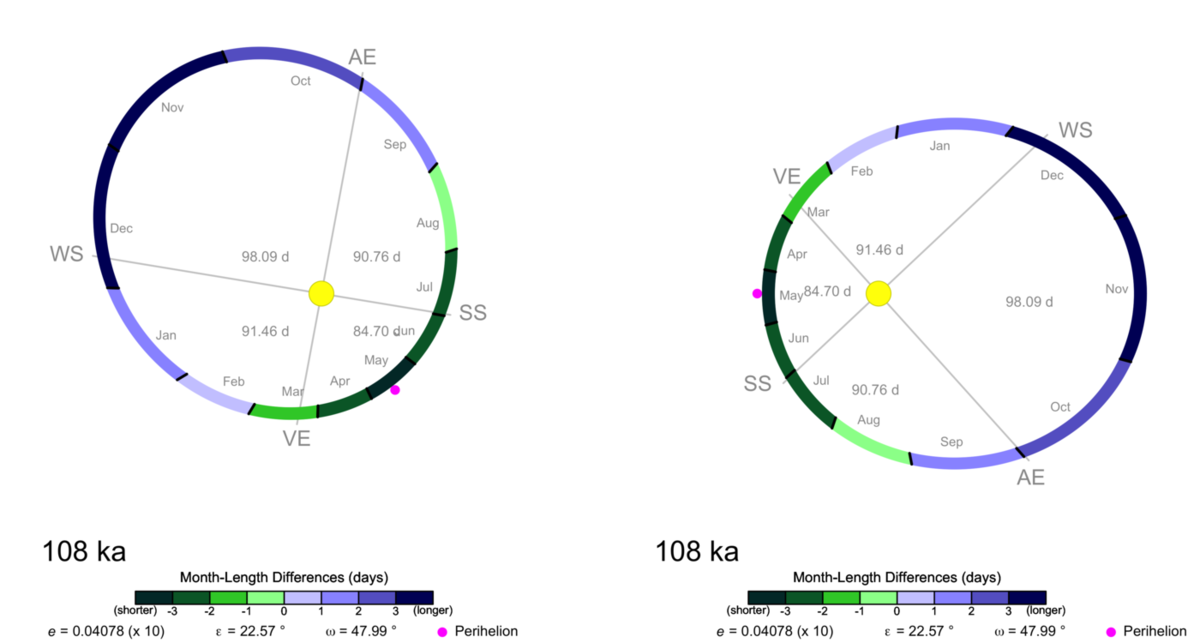 AE
Oct
Nov
Sep
Dec
Aug
WS
98.09 d
90.76 d
Jul
SS
91.46 d
84.70 d
Jun
Jan
May
Feb
Mar
Apr
VE
108 ka
Month-Length Differences (days)
(shorter) -3 -2 -1 0 1 2 3 (longer)
e = 0.04078 (x 10) ε = 22.57 ° ω = 47.99 ° Perihelion
WS
Jan
Dec
Feb
VE
Mar
Apr
91.46 d
May
84.70 d
98.09 d
Nov
Jun
SS
Jul
90.76 d
Aug
Oct
Sep
AE
108 ka
Month-Length Differences (days)
(shorter) -3 -2 -1 0 1 2 3 (longer)
e = 0.04078 (x 10) ε = 22.57 ° ω = 47.99 ° Perihelion